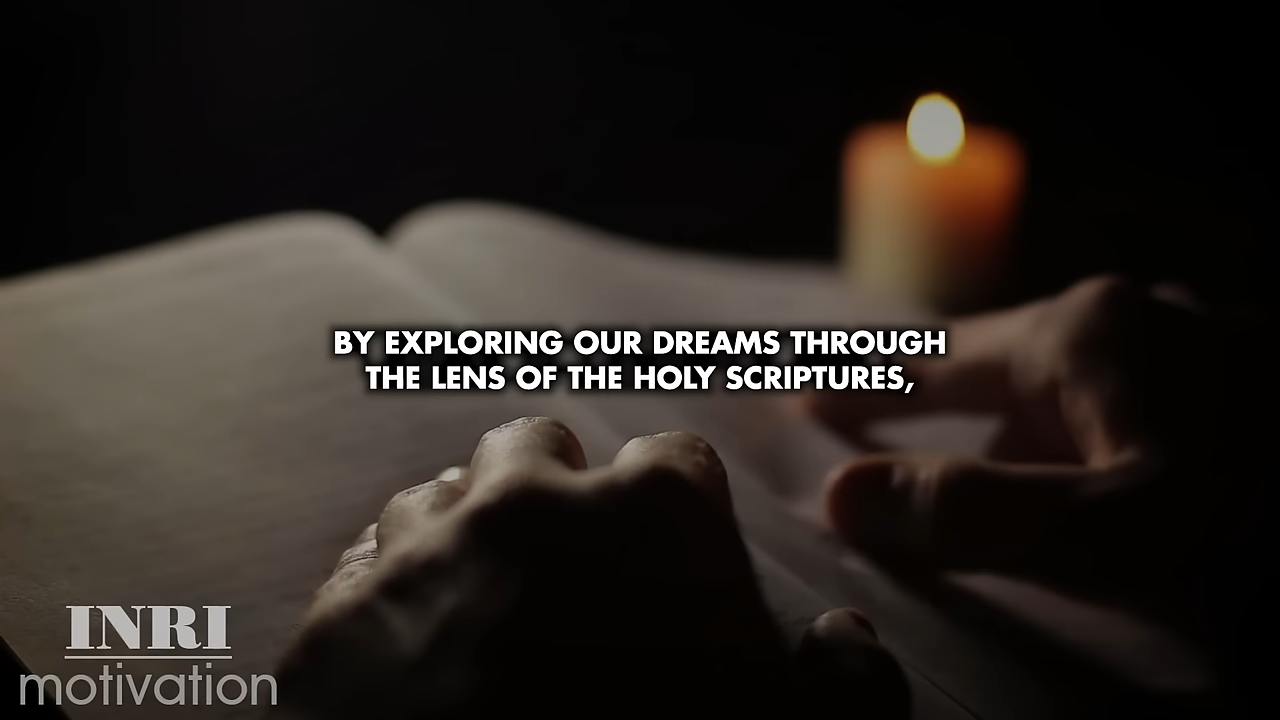 BY EXPLORING OUR DREAMS THROUGH
THE LENS OF THE HOLY SCRIPTURES,
INRI
motivation